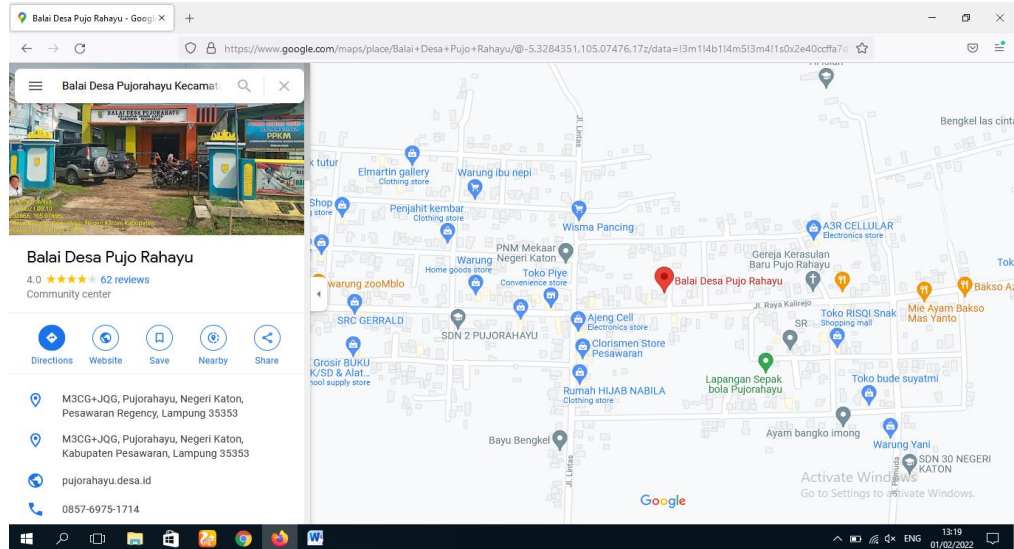 Balai Desa Pujo Rahayu - Googl
https://www.google.com/maps/place/Balai+Desa+Pujo+Rahayu/@-5.3284351,105.07476,17z/data=!3m1!4b1!4m5!3m4!1s0x2e40ccffa7d
Balai Desa Pujorahayu Kecamat
BALAI DESA PUJORAHAYU
PPKM
Balai Desa Pujo Rahayu
4.0
62 reviews
Community center
Directions
Website
Save
Nearby
Share
M3CG+JQG, Pujorahayu, Negeri Katon,
Pesawaran Regency, Lampung 35353
M3CG+JQG, Pujorahayu, Negeri Katon,
Kabupaten Pesawaran, Lampung 35353
pujorahayu.desa.id
0857-6975-1714
Bengkel las cinta
Jl. Lintas
k tutur
Elmartin gallery
Clothing store
Warung ibu nepi
Shop
g store
Penjahit kembar
Clothing store
Wisma Pancing
A3R CELLULAR
Electronics store
PNM Mekaar
Negeri Katon
Warung
Home goods store
Gereja Kerasulan
Baru Pujo Rahayu
Tok
Toko Piye
Convenience store
Balai Desa Pujo Rahayu
warung zooMblo
Bakso Az
Jl. Raya Kalirejo
Mie Ayam Bakso
Mas Yanto
SRC GERRALD
SDN 2 PUJORAHAYU
Ajeng Cell
Electronics store
Toko RISQI Snak
Shopping mall
SR
Clorismen Store
Pesawaran
Grosir BUKU
K/SD & Alat...
hool supply store
Rumah HIJAB NABILA
Clothing store
Lapangan Sepak
bola Pujorahayu
Toko bude suyatmi
Bayu Bengkel
Ayam bangko imong
Warung Yani
Jl. Lintas
Jl. Pemuda
SDN 30 NEGERI
KATON
Activate Windows
Go to Settings to activate Windows.
Google
ENG
13:19
01/02/2022